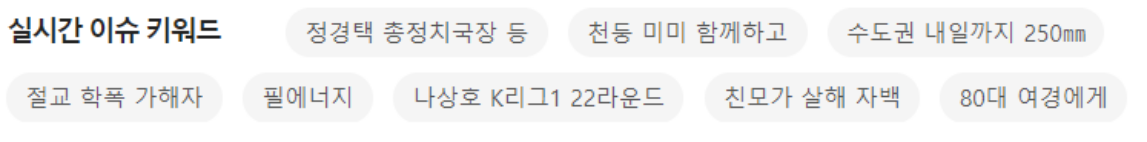 실시간 이슈 키워드 정경택 총정치국장 등 천둥 미미 함께하고 수도권 내일까지 250㎜
절교 학폭 가해자 필에너지 나상호 K리그1 22라운드 친모가 살해 자백 80대 여경에게